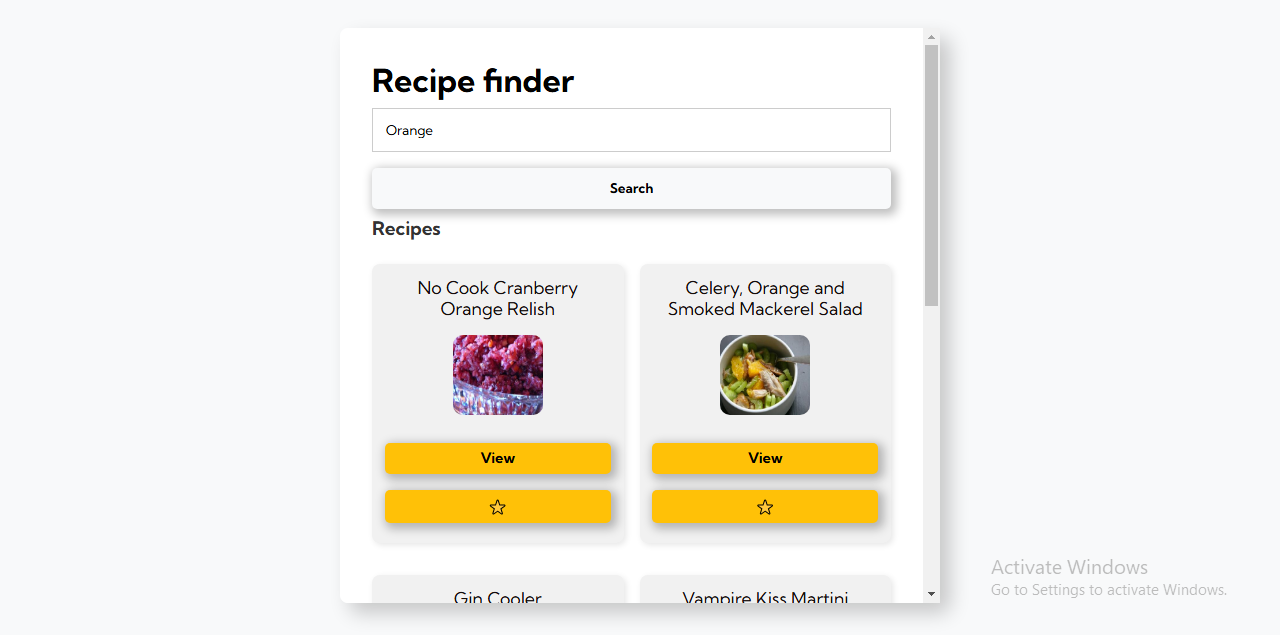 Recipe finder
Orange
Search
Recipes
No Cook Cranberry
Orange Relish
Celery, Orange and
Smoked Mackerel Salad
View
View
Gin Cooler
Vampire Kiss Martini
Activate Windows
Go to Settings to activate Windows.